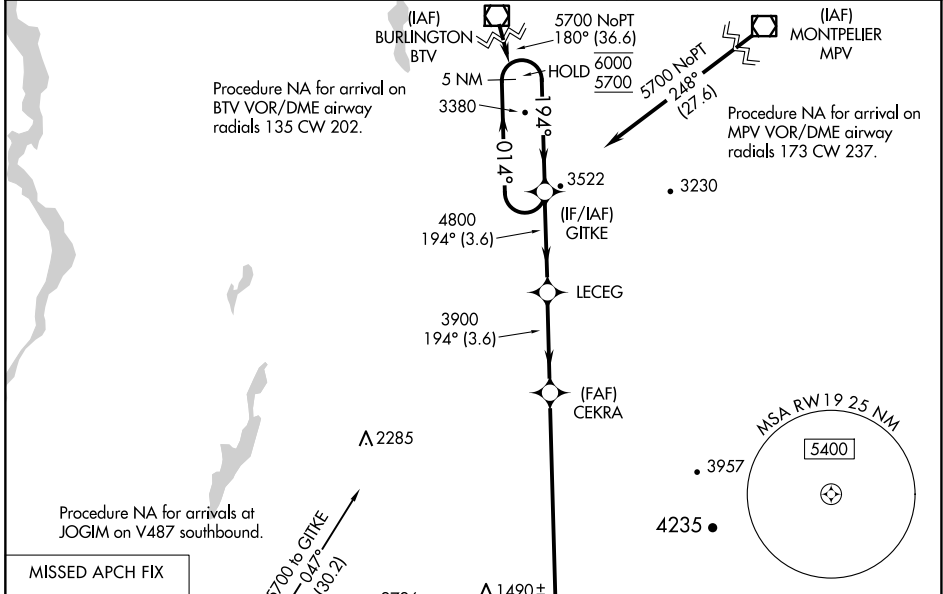 (IAF)
BURLINGTON
BTV
5700 NoPT
180° (36.6)
(IAF)
MONTPELIER
MPV
5 NM
HOLD
6000
5700
5700 NoPT
248°
(27.6)
Procedure NA for arrival on
BTV VOR/DME airway
radials 135 CW 202.
3380
194°
014°
Procedure NA for arrival on
MPV VOR/DME airway
radials 173 CW 237.
3522
3230
(IF/IAF)
GITKE
4800
194° (3.6)
LECEG
3900
194° (3.6)
(FAF)
CEKRA
MSA RW19 25 NM
5400
2285
3957
4235
Procedure NA for arrivals at
JOGIM on V487 southbound.
5700 to GITKE
047°
(30.2)
MISSED APCH FIX
1490 ±